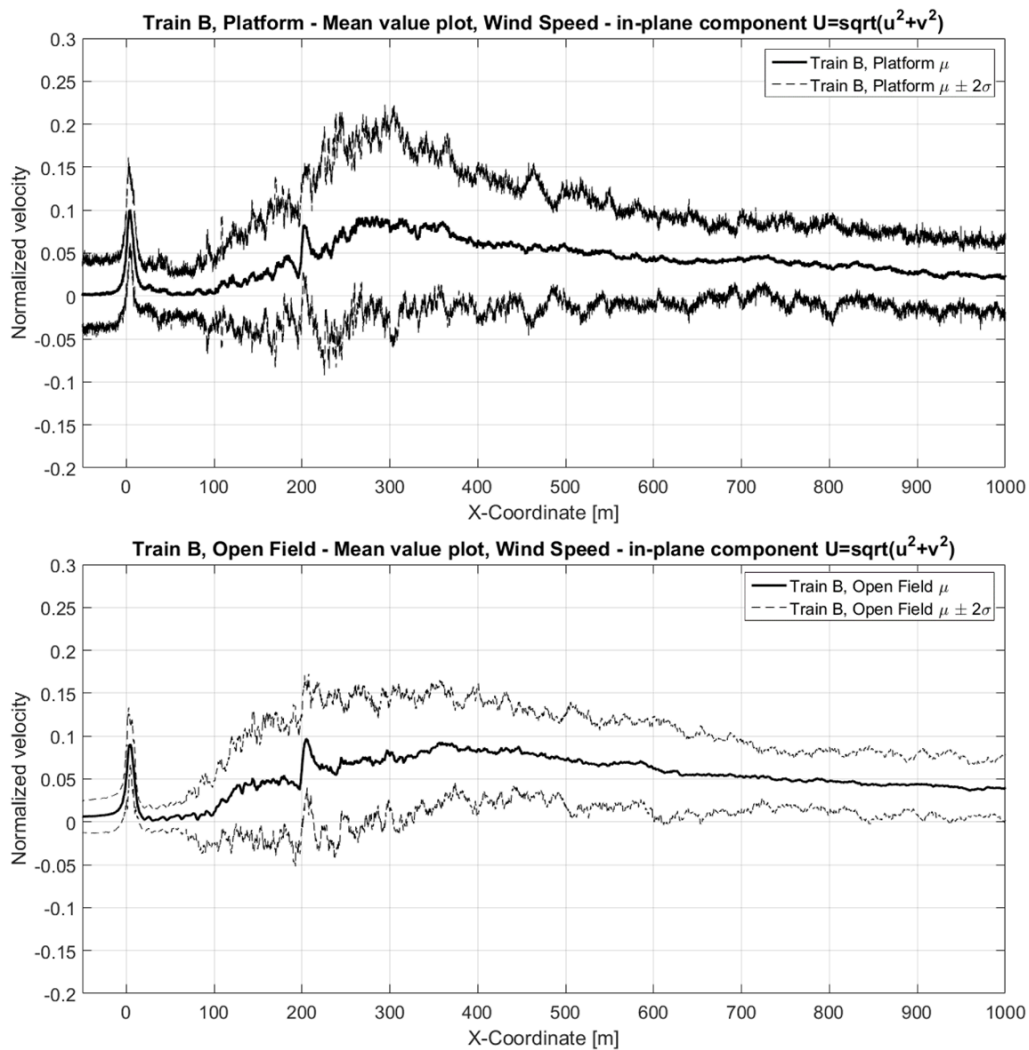 Train B, Platform - Mean value plot, Wind Speed - in-plane component U=sqrt(u²+v²)
0.3
0.25
0.2
0.15
0.1
0.05
0
-0.05
-0.1
-0.15
-0.2
Normalized velocity
Train B, Platform μ
Train B, Platform μ ± 2σ
0 100 200 300 400 500 600 700 800 900 1000
X-Coordinate [m]
Train B, Open Field - Mean value plot, Wind Speed - in-plane component U=sqrt(u²+v²)
0.3
0.25
0.2
0.15
0.1
0.05
0
-0.05
-0.1
-0.15
-0.2
Normalized velocity
Train B, Open Field μ
Train B, Open Field μ ± 2σ
0 100 200 300 400 500 600 700 800 900 1000
X-Coordinate [m]